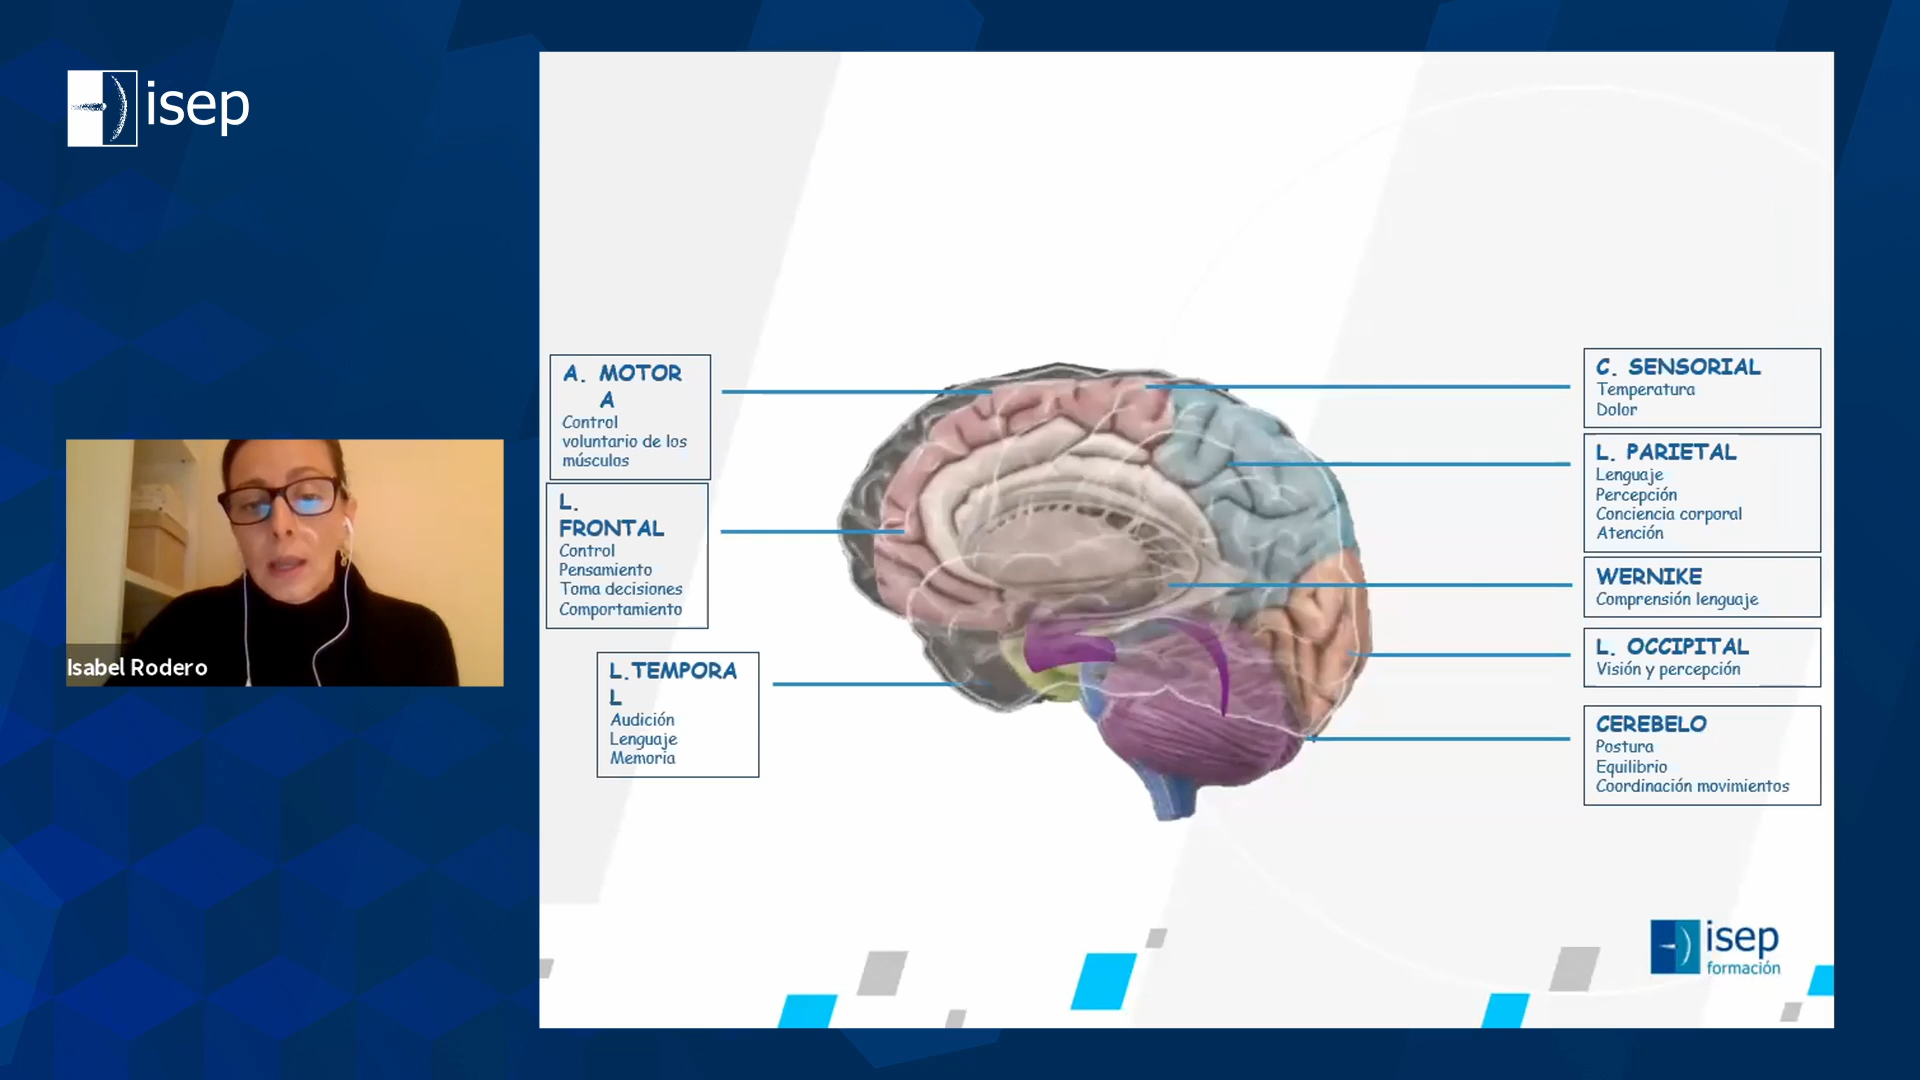 isep
Isabel Rodero
A. MOTOR
A
Control
voluntario de los
músculos
L.
FRONTAL
Control
Pensamiento
Toma decisiones
Comportamiento
L.TEMPORA
L
Audición
Lenguaje
Memoria
C. SENSORIAL
Temperatura
Dolor
L. PARIETAL
Lenguaje
Percepción
Conciencia corporal
Atención
WERNIKE
Comprensión lenguaje
L. OCCIPITAL
Visión y percepción
CEREBELO
Postura
Equilibrio
Coordinación movimientos
isep
formación